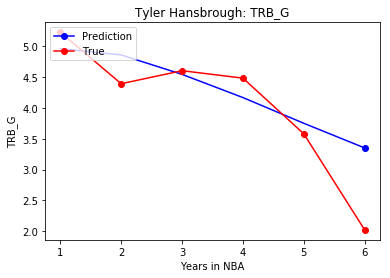 Tyler Hansbrough: TRB_G
Prediction
True
5.0
4.5
4.0
3.5
3.0
2.5
2.0
TRB_G
1 2 3 4 5 6
Years in NBA